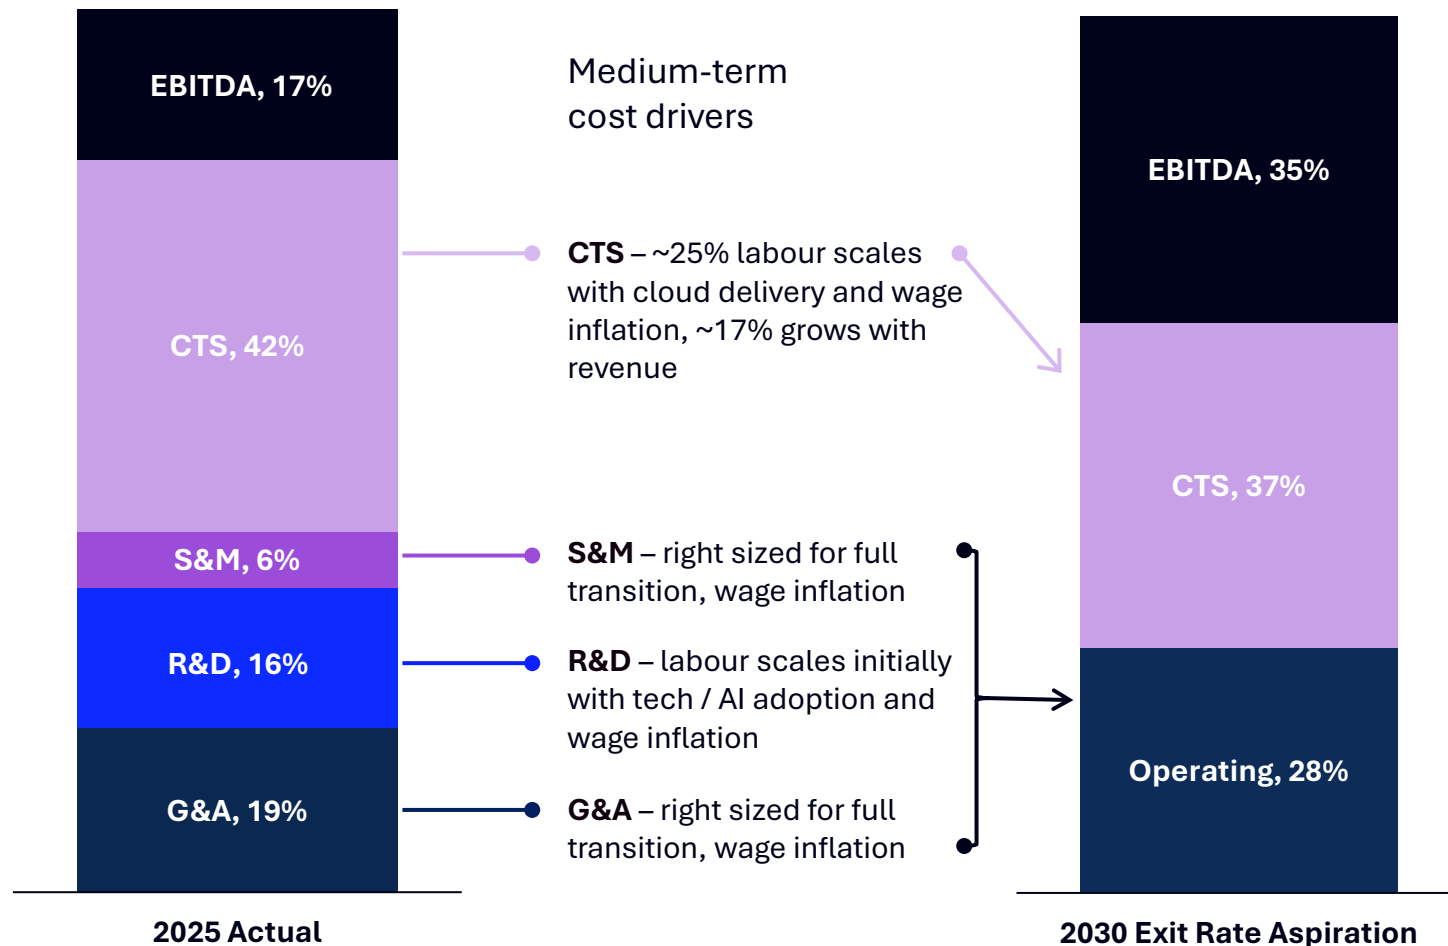 EBITDA, 17%
CTS, 42%
S&M, 6%
R&D, 16%
G&A, 19%
2025 Actual
Medium-term
cost drivers
CTS – ~25% labour scales
with cloud delivery and wage
inflation, ~17% grows with
revenue
S&M – right sized for full
transition, wage inflation
R&D – labour scales initially
with tech / AI adoption and
wage inflation
G&A – right sized for full
transition, wage inflation
EBITDA, 35%
CTS, 37%
Operating, 28%
2030 Exit Rate Aspiration